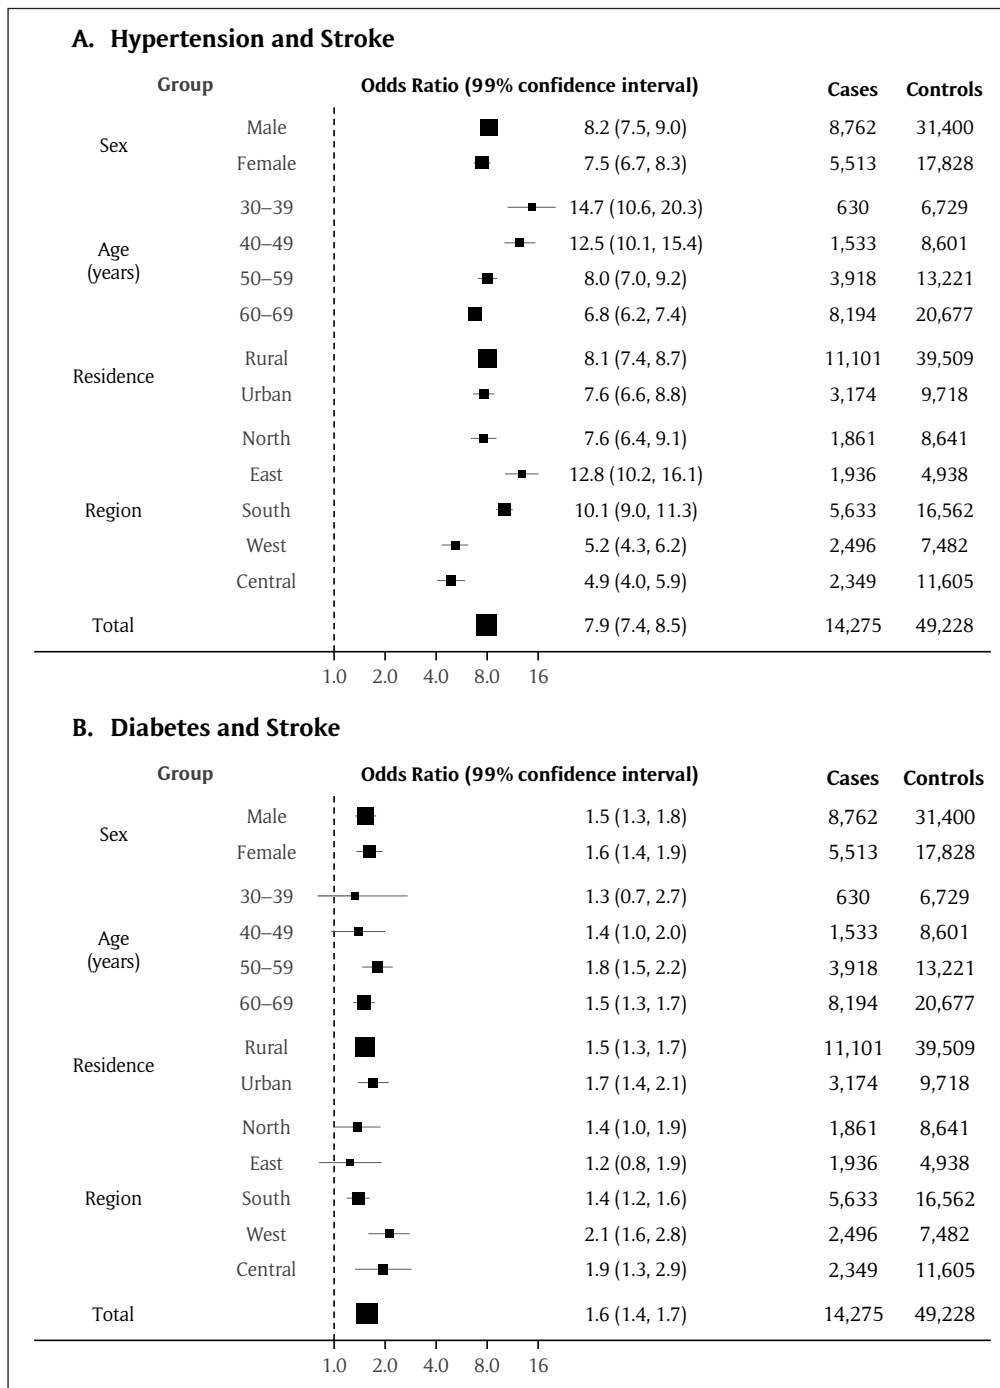 A. Hypertension and Stroke
Group Odds Ratio (99% confidence interval) Cases Controls
Sex
Male 8.2 (7.5, 9.0) 8,762 31,400
Female 7.5 (6.7, 8.3) 5,513 17,828
Age
(years)
30–39 14.7 (10.6, 20.3) 630 6,729
40–49 12.5 (10.1, 15.4) 1,533 8,601
50–59 8.0 (7.0, 9.2) 3,918 13,221
60–69 6.8 (6.2, 7.4) 8,194 20,677
Residence
Rural 8.1 (7.4, 8.7) 11,101 39,509
Urban 7.6 (6.6, 8.8) 3,174 9,718
Region
North 7.6 (6.4, 9.1) 1,861 8,641
East 12.8 (10.2, 16.1) 1,936 4,938
South 10.1 (9.0, 11.3) 5,633 16,562
West 5.2 (4.3, 6.2) 2,496 7,482
Central 4.9 (4.0, 5.9) 2,349 11,605
Total 7.9 (7.4, 8.5) 14,275 49,228
1.0 2.0 4.0 8.0 16
B. Diabetes and Stroke
Group Odds Ratio (99% confidence interval) Cases Controls
Sex
Male 1.5 (1.3, 1.8) 8,762 31,400
Female 1.6 (1.4, 1.9) 5,513 17,828
Age
(years)
30–39 1.3 (0.7, 2.7) 630 6,729
40–49 1.4 (1.0, 2.0) 1,533 8,601
50–59 1.8 (1.5, 2.2) 3,918 13,221
60–69 1.5 (1.3, 1.7) 8,194 20,677
Residence
Rural 1.5 (1.3, 1.7) 11,101 39,509
Urban 1.7 (1.4, 2.1) 3,174 9,718
Region
North 1.4 (1.0, 1.9) 1,861 8,641
East 1.2 (0.8, 1.9) 1,936 4,938
South 1.4 (1.2, 1.6) 5,633 16,562
West 2.1 (1.6, 2.8) 2,496 7,482
Central 1.9 (1.3, 2.9) 2,349 11,605
Total 1.6 (1.4, 1.7) 14,275 49,228
1.0 2.0 4.0 8.0 16